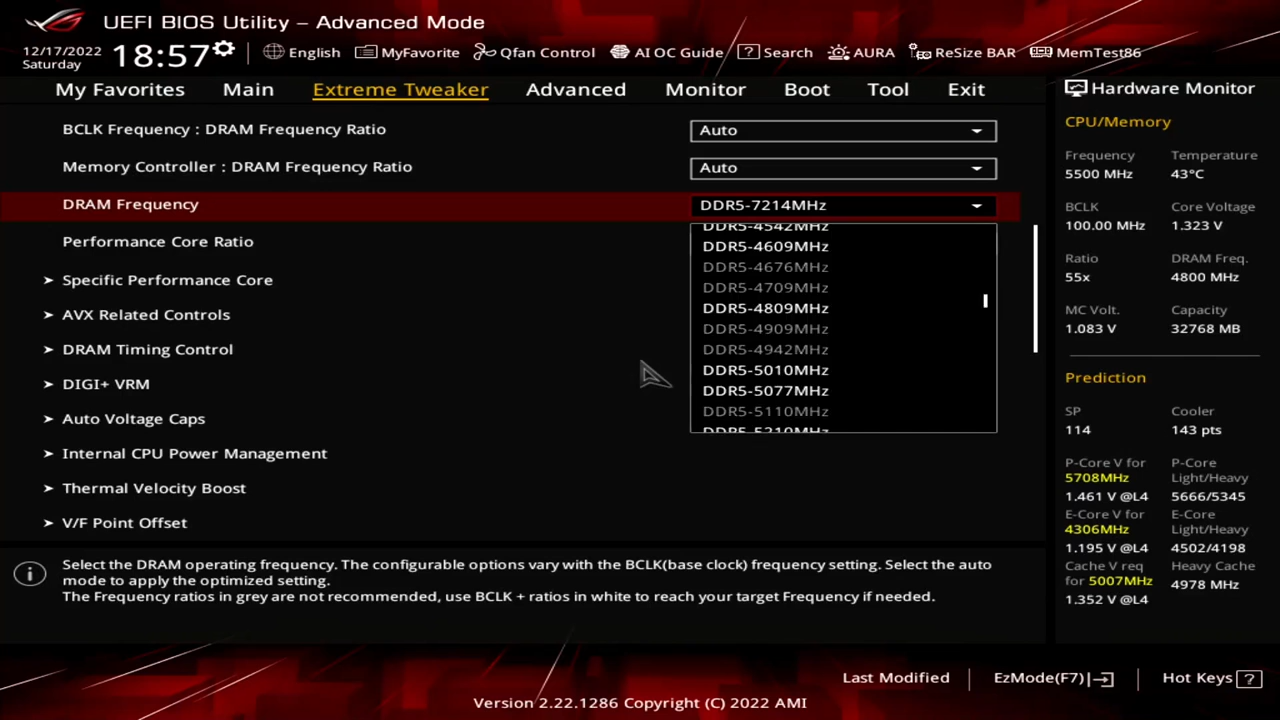 UEFI BIOS Utility – Advanced Mode
12/17/2022
Saturday
18:57
English
MyFavorite
Qfan Control
AI OC Guide
? Search
AURA
ReSize BAR
MemTest86
My Favorites
Main
Extreme Tweaker
Advanced
Monitor
Boot
Tool
Exit
BCLK Frequency : DRAM Frequency Ratio
Auto
Memory Controller : DRAM Frequency Ratio
Auto
DRAM Frequency
DDR5-7214MHz
DDR5-4542MHz
DDR5-4609MHz
DDR5-4676MHz
DDR5-4709MHz
DDR5-4809MHz
DDR5-4909MHz
DDR5-4942MHz
DDR5-5010MHz
DDR5-5077MHz
DDR5-5110MHz
DDR5-5210MHz
Performance Core Ratio
Specific Performance Core
AVX Related Controls
DRAM Timing Control
DIGI+ VRM
Auto Voltage Caps
Internal CPU Power Management
Thermal Velocity Boost
V/F Point Offset
Select the DRAM operating frequency. The configurable options vary with the BCLK(base clock) frequency setting. Select the auto
mode to apply the optimized setting.
The Frequency ratios in grey are not recommended, use BCLK + ratios in white to reach your target Frequency if needed.
Hardware Monitor
CPU/Memory
Frequency Temperature
5500 MHz 43°C
BCLK Core Voltage
100.00 MHz 1.323 V
Ratio DRAM Freq.
55x 4800 MHz
MC Volt. Capacity
1.083 V 32768 MB
Prediction
SP Cooler
114 143 pts
P-Core V for P-Core
5708MHz Light/Heavy
1.461 V @L4 5666/5345
E-Core V for E-Core
4306MHz Light/Heavy
1.195 V @L4 4502/4198
Cache V req Heavy Cache
for 5007MHz 4978 MHz
1.352 V @L4
Last Modified
EzMode(F7)
Hot Keys ?
Version 2.22.1286 Copyright (C) 2022 AMI